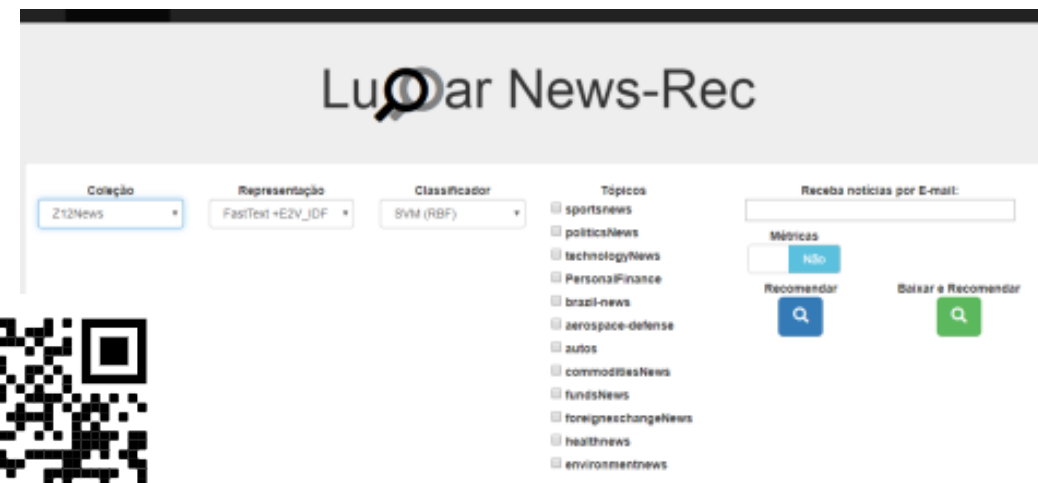 Luppar News-Rec
Coleção
Z12News
Representação
FastText +E2V_IDF
Classificador
SVM (RBF)
Tópicos
sportsnews
politicsNews
technologyNews
PersonalFinance
brazil-news
aerospace-defense
autos
commoditiesNews
fundsNews
foreignexchangeNews
healthnews
environmentnews
Receba notícias por E-mail:
Métricas
Não
Recomendar
Baixar e Recomendar